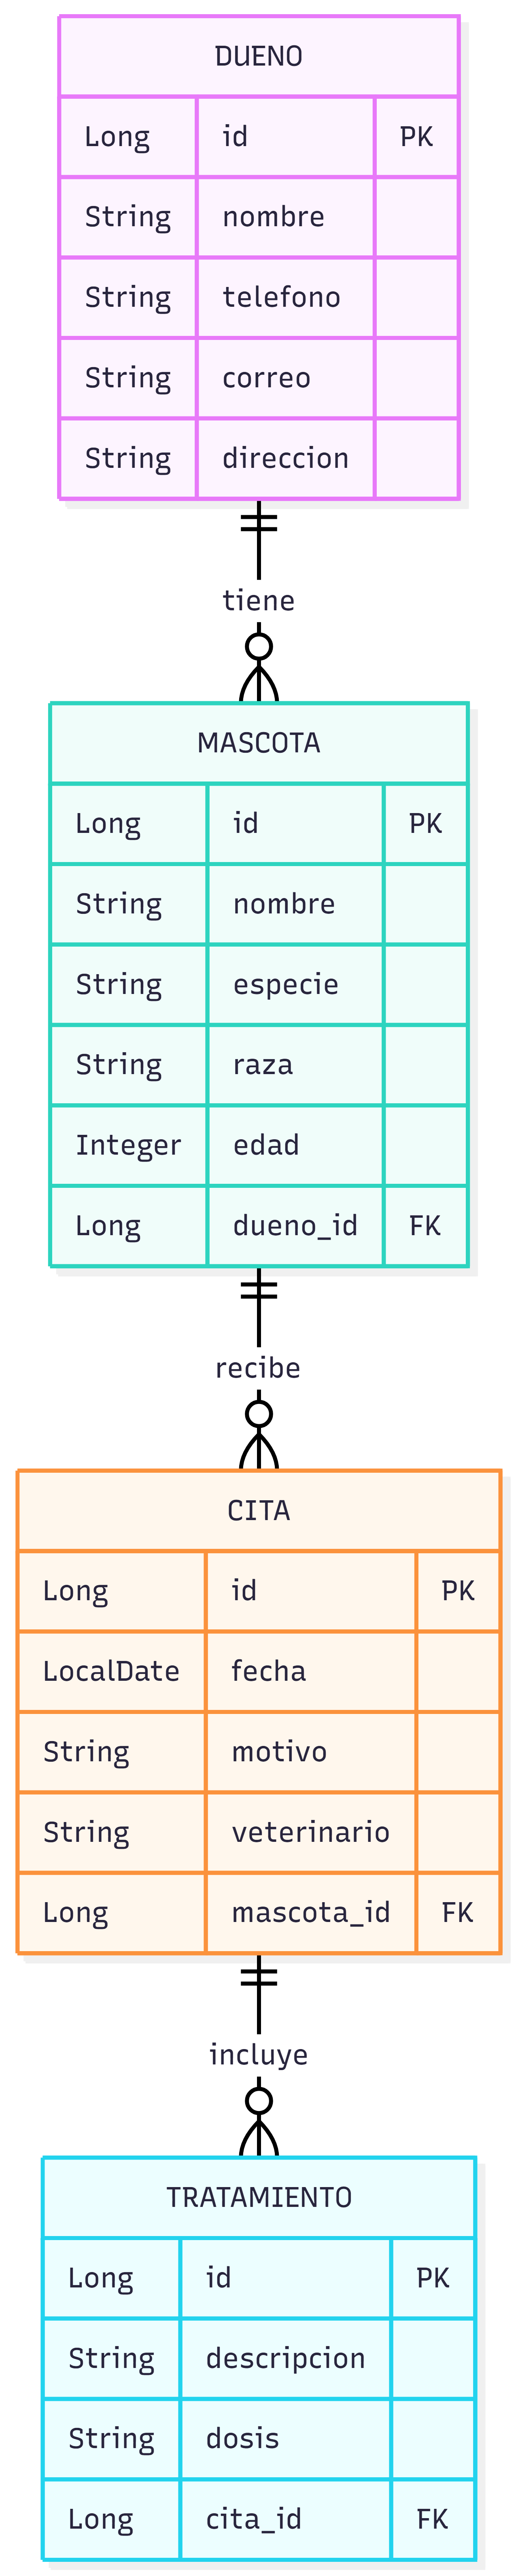 DUENO
Long id PK
String nombre
String telefono
String correo
String direccion
tiene
MASCOTA
Long id PK
String nombre
String especie
String raza
Integer edad
Long dueno_id FK
recibe
CITA
Long id PK
LocalDate fecha
String motivo
String veterinario
Long mascota_id FK
incluye
TRATAMIENTO
Long id PK
String descripcion
String dosis
Long cita_id FK